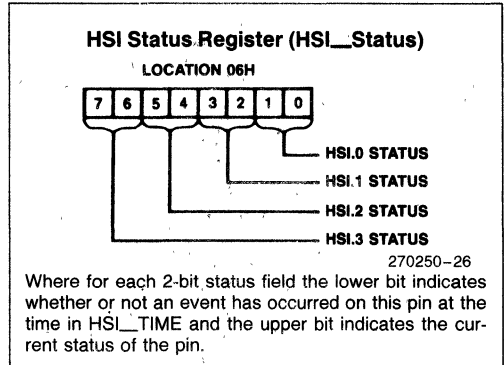 HSI Status Register (HSI__Status)
LOCATION 06H
7 6 5 4 3 2 1 0
HSI.0 STATUS
HSI.1 STATUS
HSI.2 STATUS
HSI.3 STATUS
270250-26
Where for each 2-bit status field the lower bit indicates
whether or not an event has occurred on this pin at the
time in HSI__TIME and the upper bit indicates the cur-
rent status of the pin.